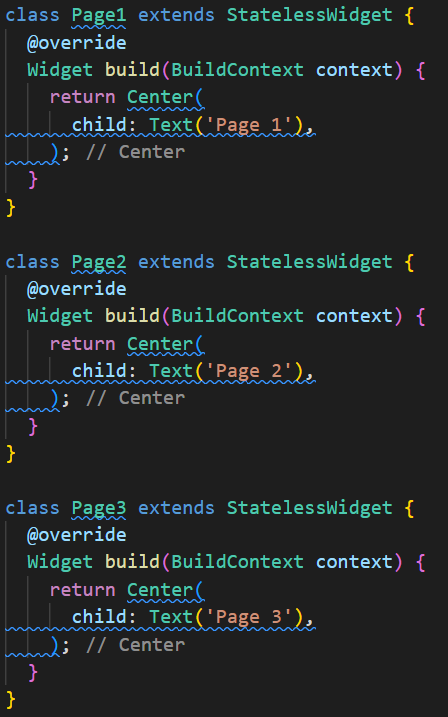 class Page1 extends StatelessWidget {
  @override
  Widget build(BuildContext context) {
    return Center(
      child: Text('Page 1'),
    ); // Center
  }
}

class Page2 extends StatelessWidget {
  @override
  Widget build(BuildContext context) {
    return Center(
      child: Text('Page 2'),
    ); // Center
  }
}

class Page3 extends StatelessWidget {
  @override
  Widget build(BuildContext context) {
    return Center(
      child: Text('Page 3'),
    ); // Center
  }
}